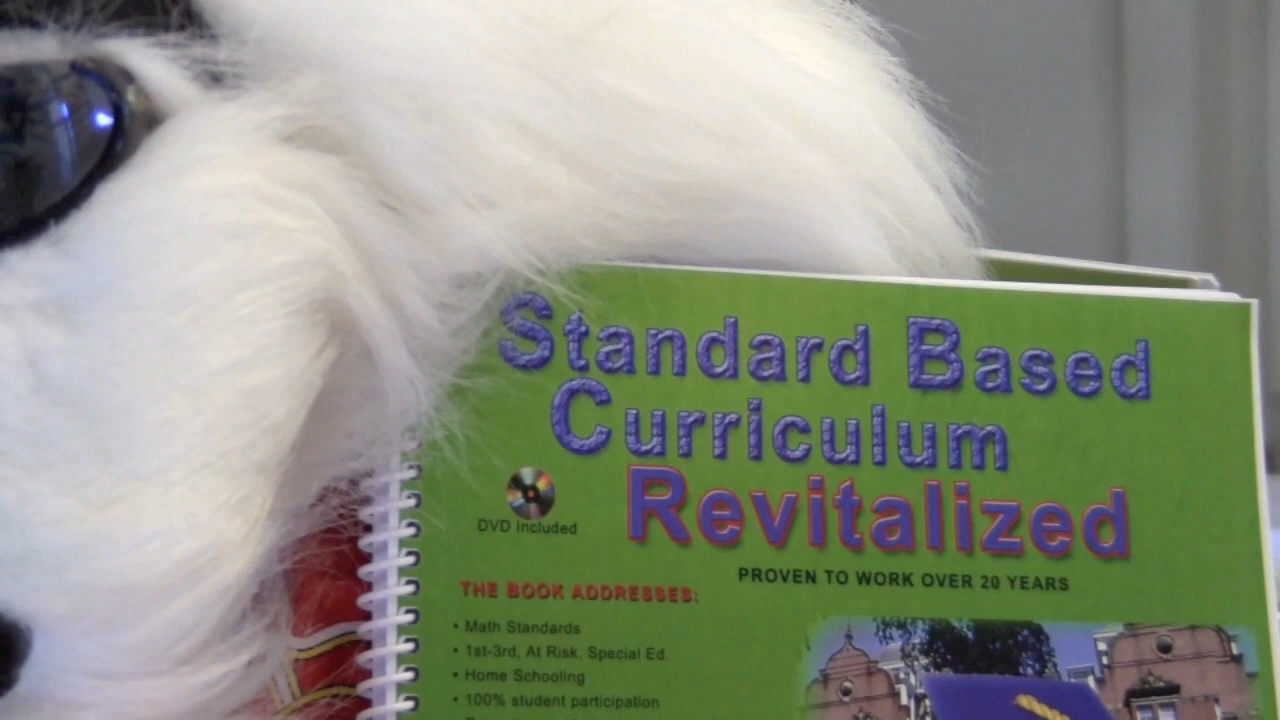 Standard Based
Curriculum
Revitalized
DVD Included
PROVEN TO WORK OVER 20 YEARS
THE BOOK ADDRESSES:
• Math Standards
• 1st-3rd, At Risk, Special Ed.
• Home Schooling
• 100% student participation